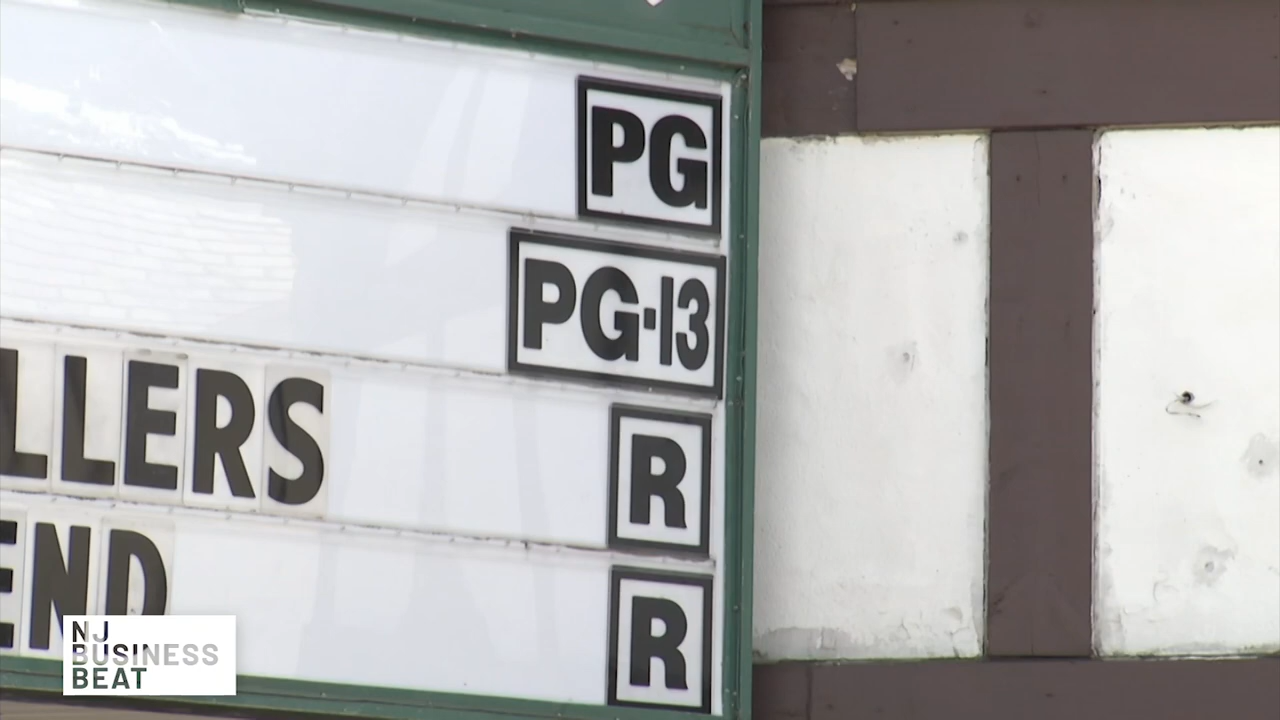 PG
PG-13
LLERS R
END R
NJ
BUSINESS
BEAT